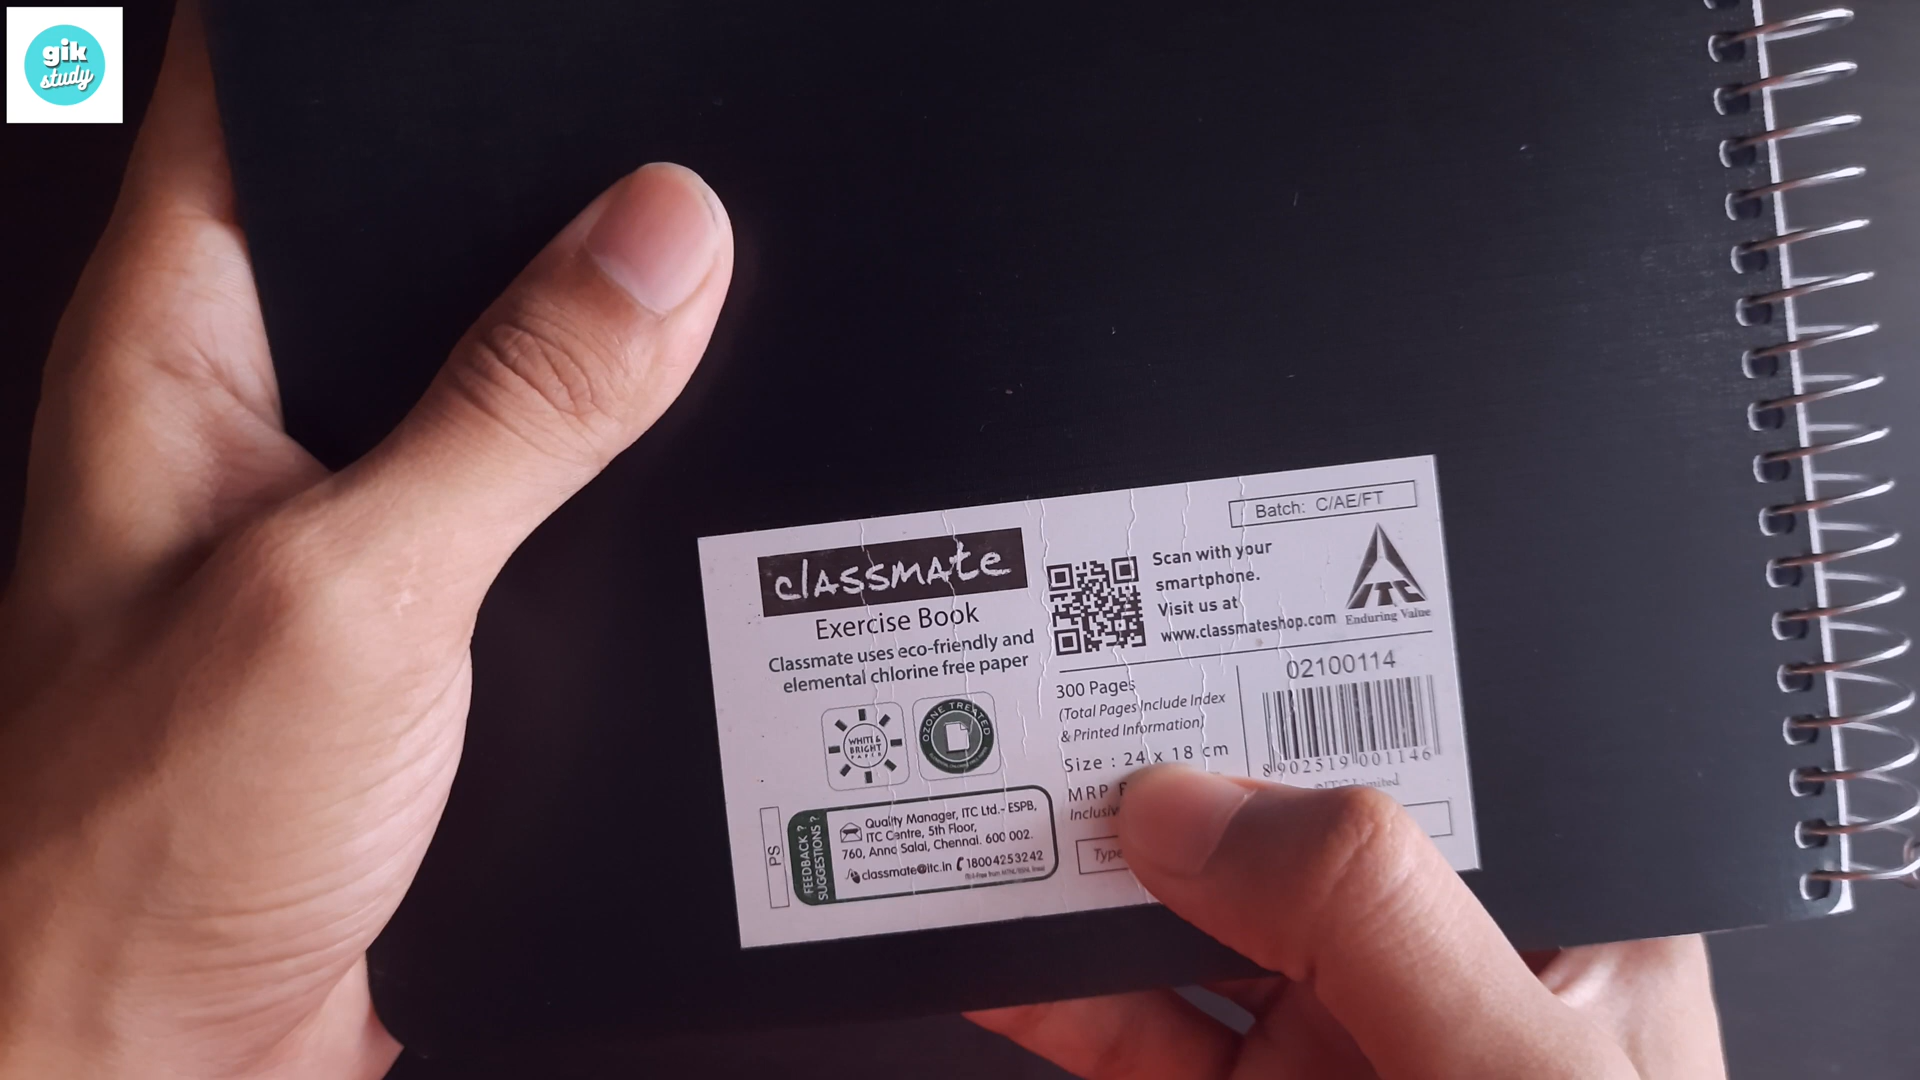 gik
study
Batch: C/AE/FT
classmate
Exercise Book
Classmate uses eco-friendly and
elemental chlorine free paper
WHITE &
BRIGHT
PAPER
OZONE TREATED
Scan with your
smartphone.
Visit us at
www.classmateshop.com
ITC
Enduring Value
300 Pages
(Total Pages Include Index
& Printed Information)
Size : 24 x 18 cm
MRP
Type
02100114
8 902519 001146
©ITC Limited
PS
FEEDBACK ?
SUGGESTIONS ?
Quality Manager, ITC Ltd.- ESPB,
ITC Centre, 5th Floor,
760, Anna Salai, Chennai. 600 002.
classmate@itc.in 18004253242